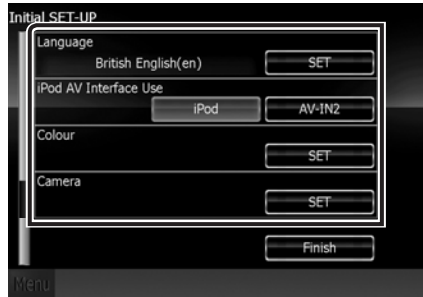 Initial SET-UP
Language
British English(en) SET
iPod AV Interface Use
iPod AV-IN2
Colour
SET
Camera
SET
Finish
Menu